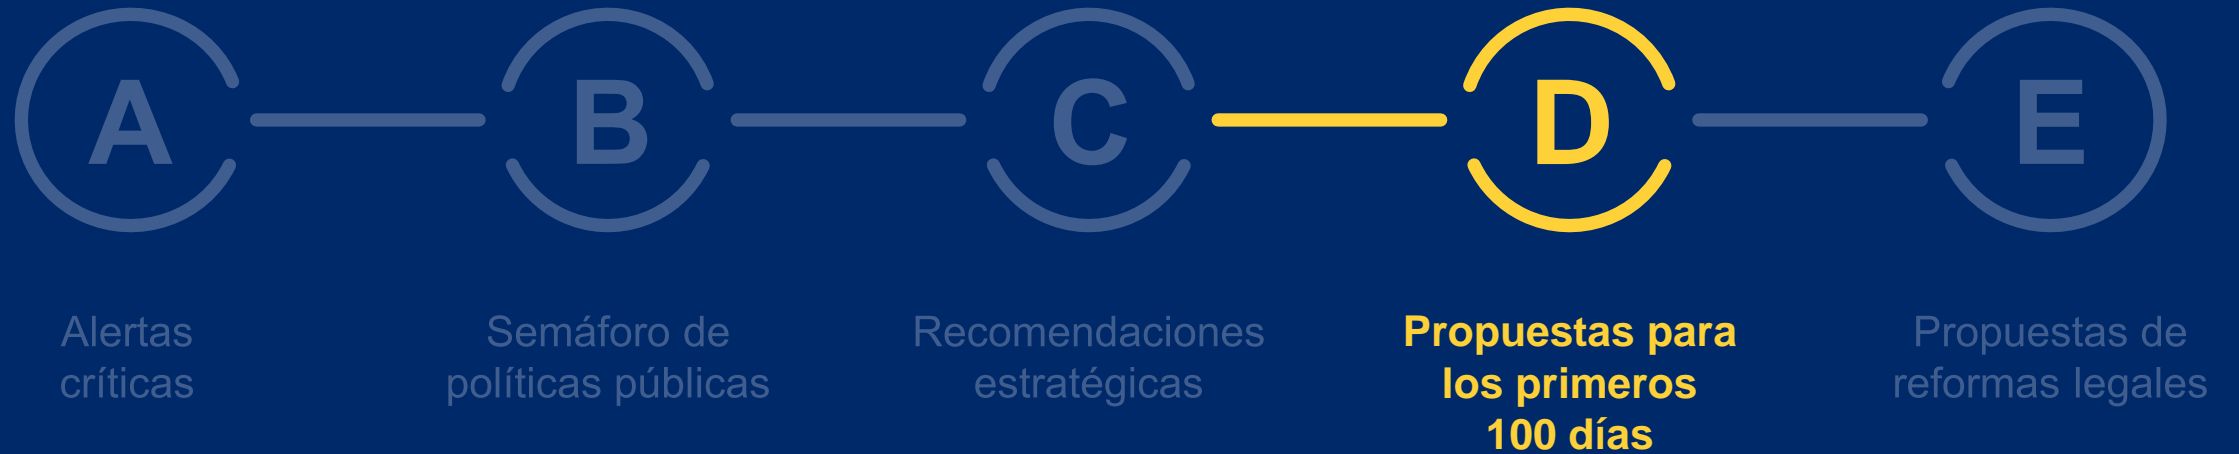 A
B
C
D
E
Alertas
críticas
Semáforo de
políticas públicas
Recomendaciones
estratégicas
Propuestas para
los primeros
100 días
Propuestas de
reformas legales